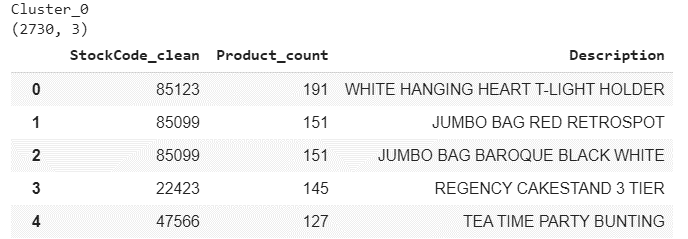 Cluster_0
(2730, 3)
StockCode_clean Product_count Description
0 85123 191 WHITE HANGING HEART T-LIGHT HOLDER
1 85099 151 JUMBO BAG RED RETROSPOT
2 85099 151 JUMBO BAG BAROQUE BLACK WHITE
3 22423 145 REGENCY CAKESTAND 3 TIER
4 47566 127 TEA TIME PARTY BUNTING